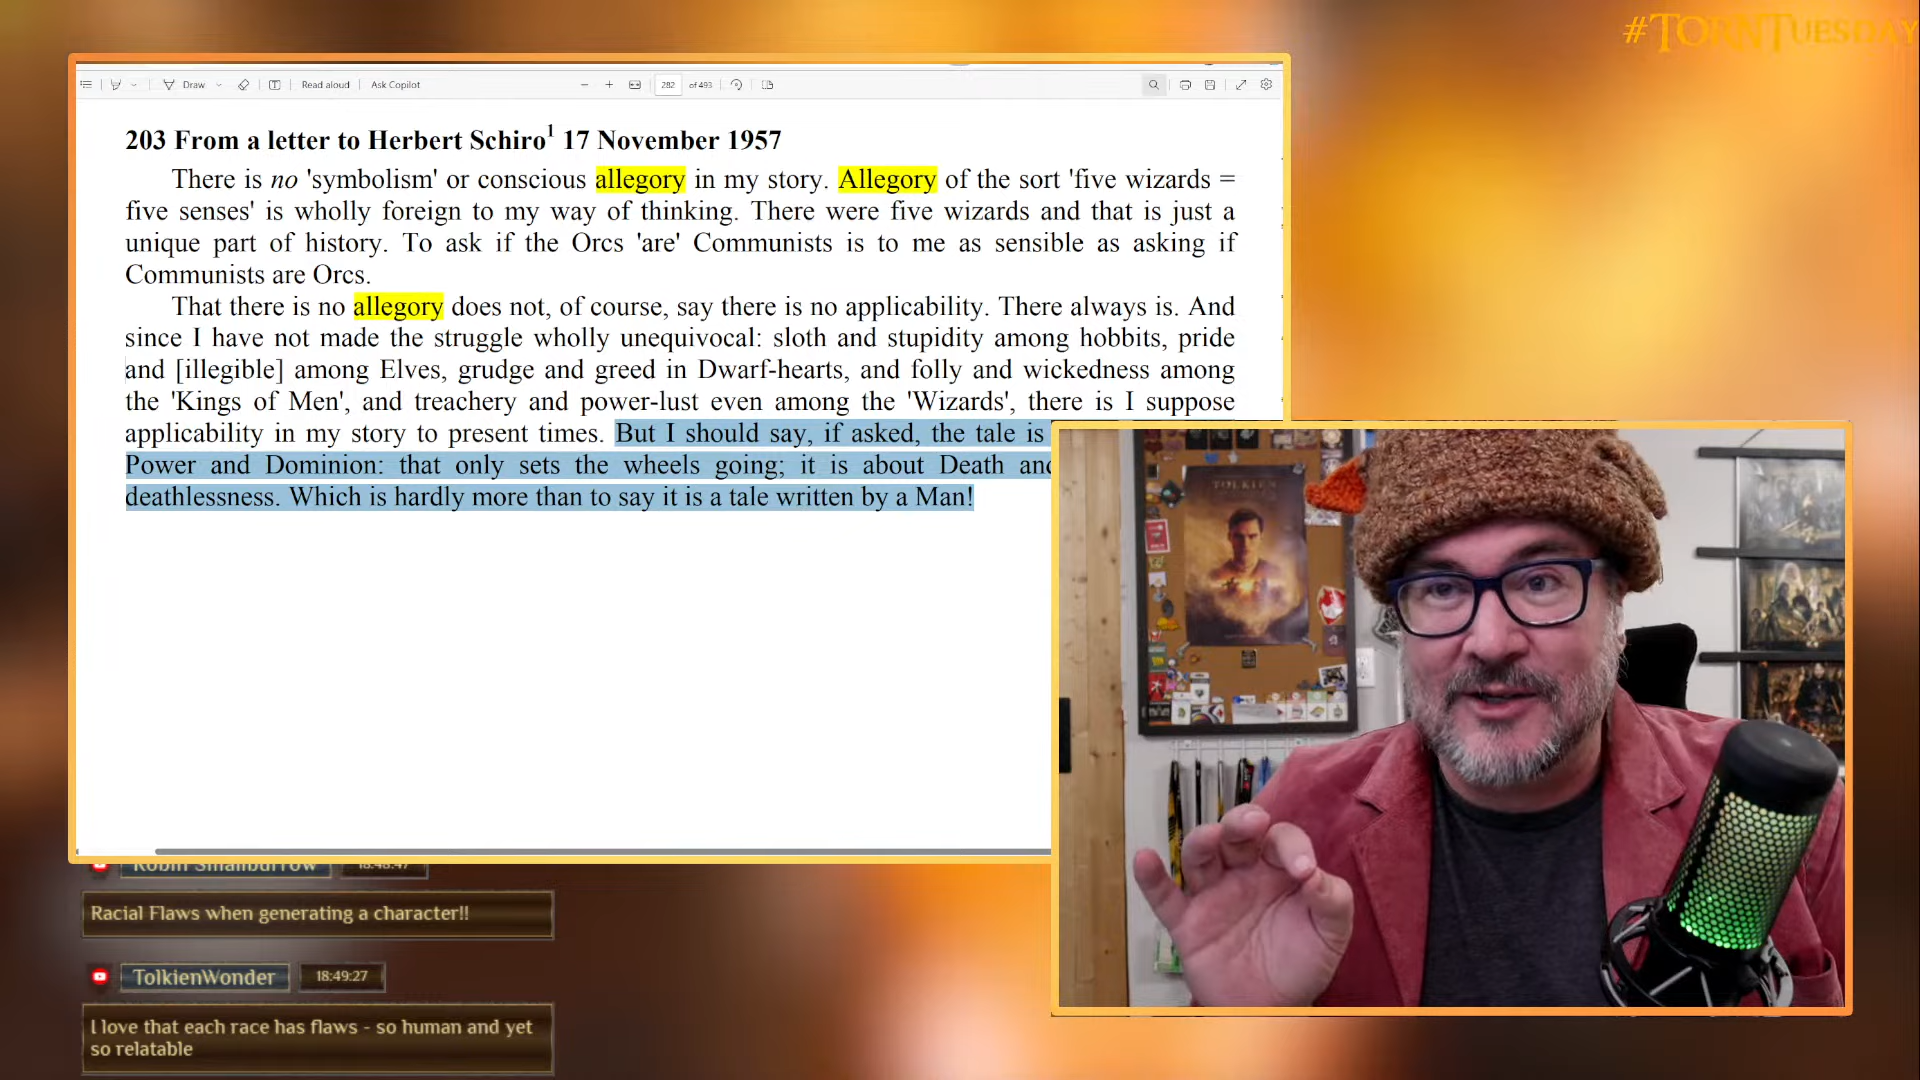 #TORNTUESDAY
Draw
Read aloud
Ask Copilot
282
of 493
203 From a letter to Herbert Schiro1 17 November 1957
There is no 'symbolism' or conscious allegory in my story. Allegory of the sort 'five wizards =
five senses' is wholly foreign to my way of thinking. There were five wizards and that is just a
unique part of history. To ask if the Orcs 'are' Communists is to me as sensible as asking if
Communists are Orcs.
That there is no allegory does not, of course, say there is no applicability. There always is. And
since I have not made the struggle wholly unequivocal: sloth and stupidity among hobbits, pride
and [illegible] among Elves, grudge and greed in Dwarf-hearts, and folly and wickedness among
the 'Kings of Men', and treachery and power-lust even among the 'Wizards', there is I suppose
applicability in my story to present times. But I should say, if asked, the tale is
Power and Dominion: that only sets the wheels going; it is about Death and
deathlessness. Which is hardly more than to say it is a tale written by a Man!
TOLKIEN
Robin Smallburrow
18:48:47
Racial Flaws when generating a character!!
TolkienWonder
18:49:27
I love that each race has flaws - so human and yet
so relatable